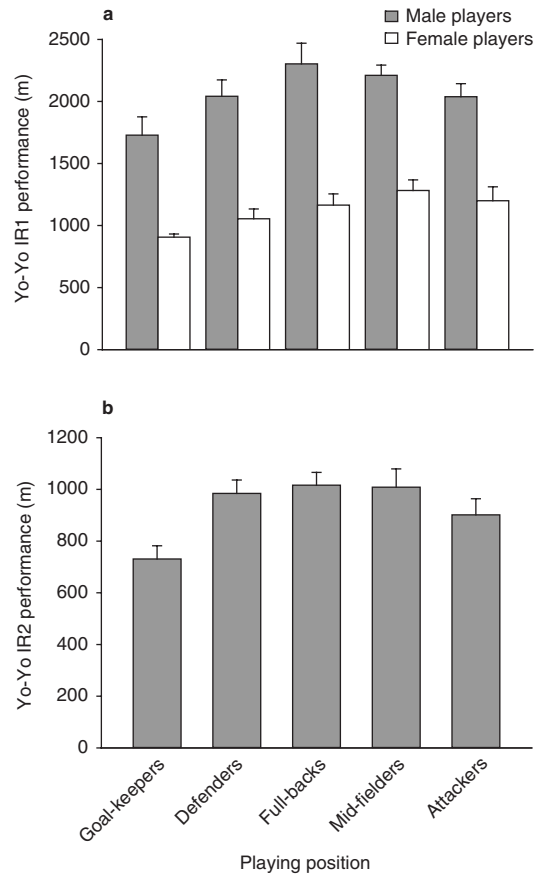 a
Male players
Female players
Yo-Yo IR1 performance (m)
2500
2000
1500
1000
500
0
b
Yo-Yo IR2 performance (m)
1200
1000
800
600
400
200
0
Goal-keepers
Defenders
Full-backs
Mid-fielders
Attackers
Playing position